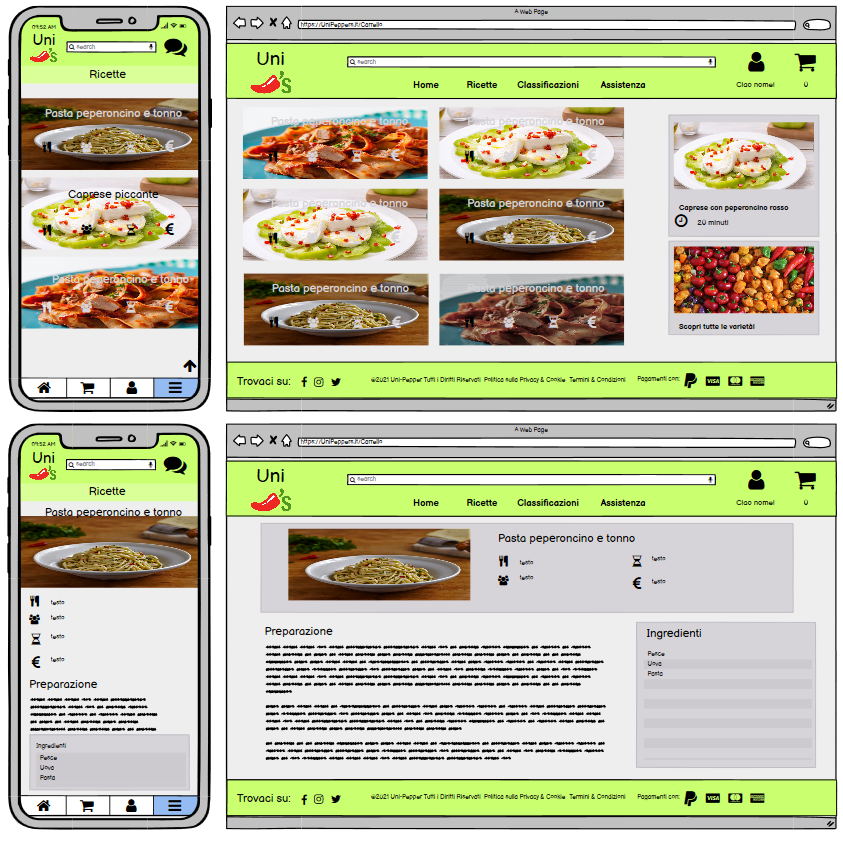 09:52 AM
Uni
's
search
Ricette
Pasta peperoncino e tonno
Caprese piccante
Pasta peperoncino e tonno
A Web Page
https://UniPeppers.it/Carrello
Uni
's
search
Ciao nome!
0
Home Ricette Classificazioni Assistenza
Pasta peperoncino e tonno
Pasta peperoncino e tonno
Pasta peperoncino e tonno
Pasta peperoncino e tonno
Pasta peperoncino e tonno
Pasta peperoncino e tonno
Caprese con peperoncino rosso
20 minuti
Scopri tutte le varietà!
Trovaci su:
©2021 Uni-Pepper Tutti i Diritti Riservati Politica sulla Privacy & Cookie Termini & Condizioni
Pagamenti con:
VISA
09:52 AM
Uni
's
search
Ricette
Pasta peperoncino e tonno
testo
testo
testo
testo
Preparazione
Ingredienti
Pesce
Uova
Pasta
A Web Page
https://UniPeppers.it/Carrello
Uni
's
search
Ciao nome!
0
Home Ricette Classificazioni Assistenza
Pasta peperoncino e tonno
testo
testo
testo
testo
Preparazione
Ingredienti
Pesce
Uova
Pasta
Trovaci su:
©2021 Uni-Pepper Tutti i Diritti Riservati Politica sulla Privacy & Cookie Termini & Condizioni
Pagamenti con:
VISA